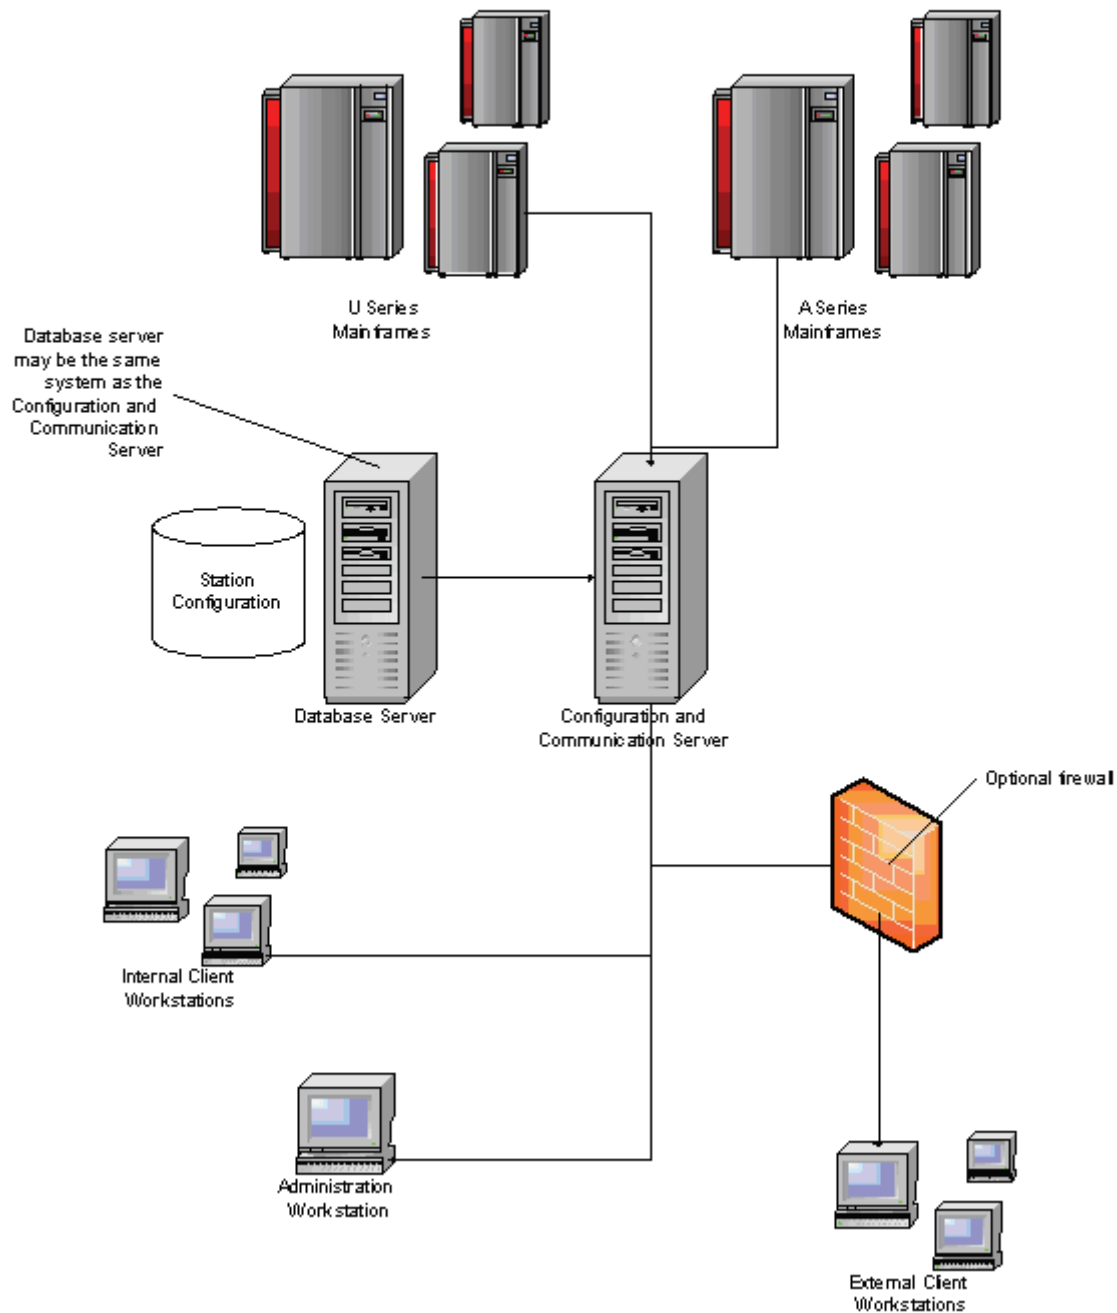 U Series
Mainframes
A Series
Mainframes
Database server
may be the same
system as the
Configuration and
Communication
Server
Station
Configuration
Database Server
Configuration and
Communication Server
Optional firewall
Internal Client
Workstations
Administration
Workstation
External Client
Workstations